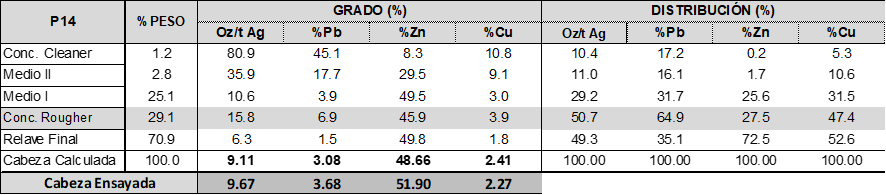 P14 % PESO GRADO (%) DISTRIBUCIÓN (%)
Oz/t Ag %Pb %Zn %Cu Oz/t Ag %Pb %Zn %Cu
Conc. Cleaner 1.2 80.9 45.1 8.3 10.8 10.4 17.2 0.2 5.3
Medio II 2.8 35.9 17.7 29.5 9.1 11.0 16.1 1.7 10.6
Medio I 25.1 10.6 3.9 49.5 3.0 29.2 31.7 25.6 31.5
Conc. Rougher 29.1 15.8 6.9 45.9 3.9 50.7 64.9 27.5 47.4
Relave Final 70.9 6.3 1.5 49.8 1.8 49.3 35.1 72.5 52.6
Cabeza Calculada 100.0 9.11 3.08 48.66 2.41 100.00 100.00 100.00 100.00
Cabeza Ensayada 9.67 3.68 51.90 2.27